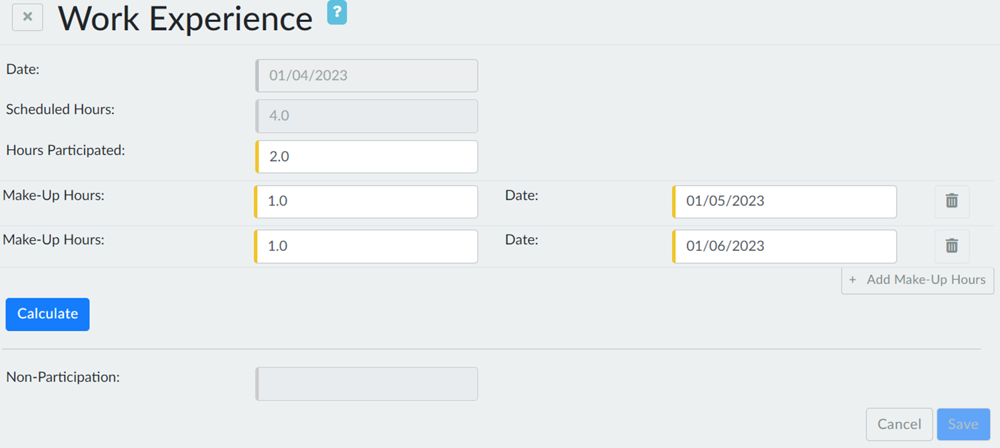 × Work Experience ?
Date: 01/04/2023
Scheduled Hours: 4.0
Hours Participated: 2.0
Make-Up Hours: 1.0 Date: 01/05/2023
Make-Up Hours: 1.0 Date: 01/06/2023
+ Add Make-Up Hours
Calculate
Non-Participation:
Cancel Save